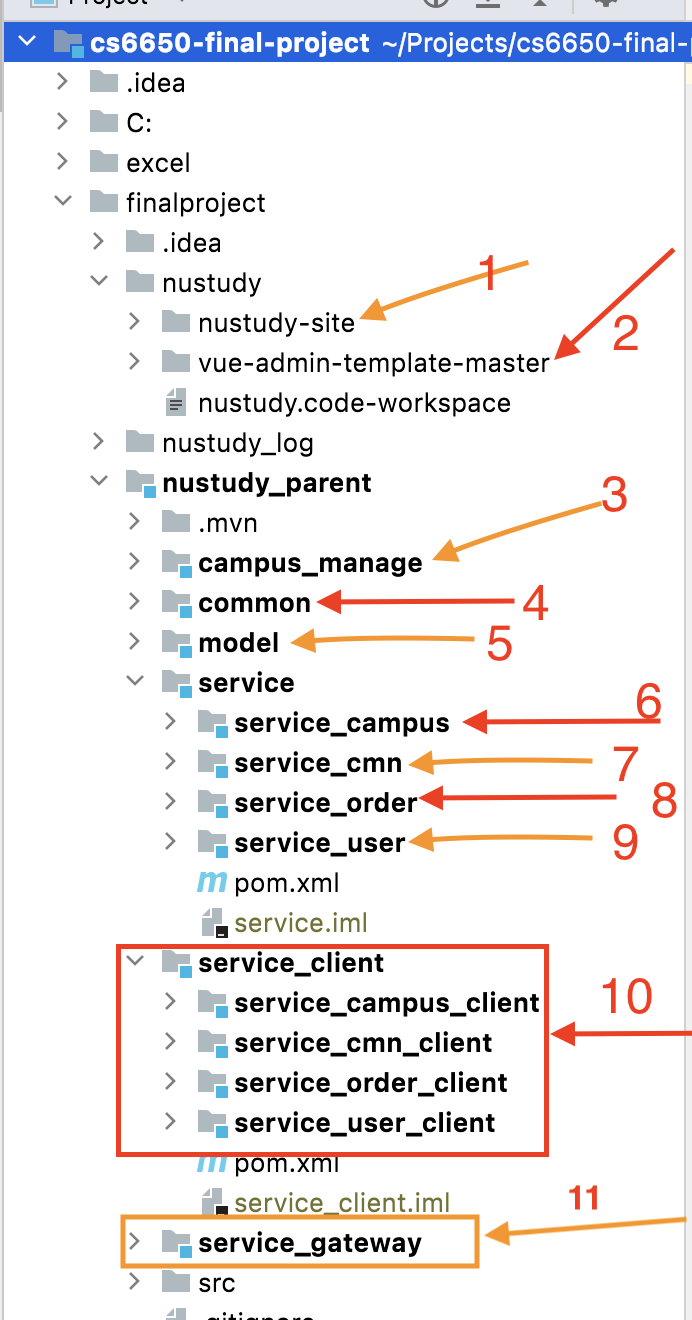 Project
cs6650-final-project ~/Projects/cs6650-final-
.idea
C:
excel
finalproject
.idea
nustudy
1
nustudy-site
2
vue-admin-template-master
nustudy.code-workspace
nustudy_log
nustudy_parent
3
.mvn
campus_manage
common 4
model 5
service
6
service_campus
service_cmn 7
service_order 8
service_user 9
pom.xml
service.iml
service_client
10
service_campus_client
service_cmn_client
service_order_client
service_user_client
pom.xml
service_client.iml
11
service_gateway
src
.gitignore